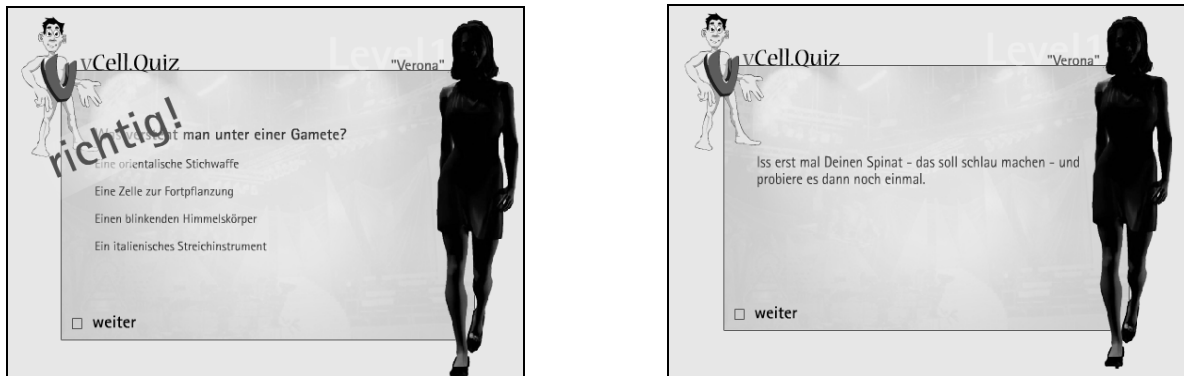 Level1
vCell.Quiz
"Verona"
richtig!
Was versteht man unter einer Gamete?
Eine orientalische Stichwaffe
Eine Zelle zur Fortpflanzung
Einen blinkenden Himmelskörper
Ein italienisches Streichinstrument
weiter
Level1
vCell.Quiz
"Verona"
Iss erst mal Deinen Spinat - das soll schlau machen - und
probiere es dann noch einmal.
weiter